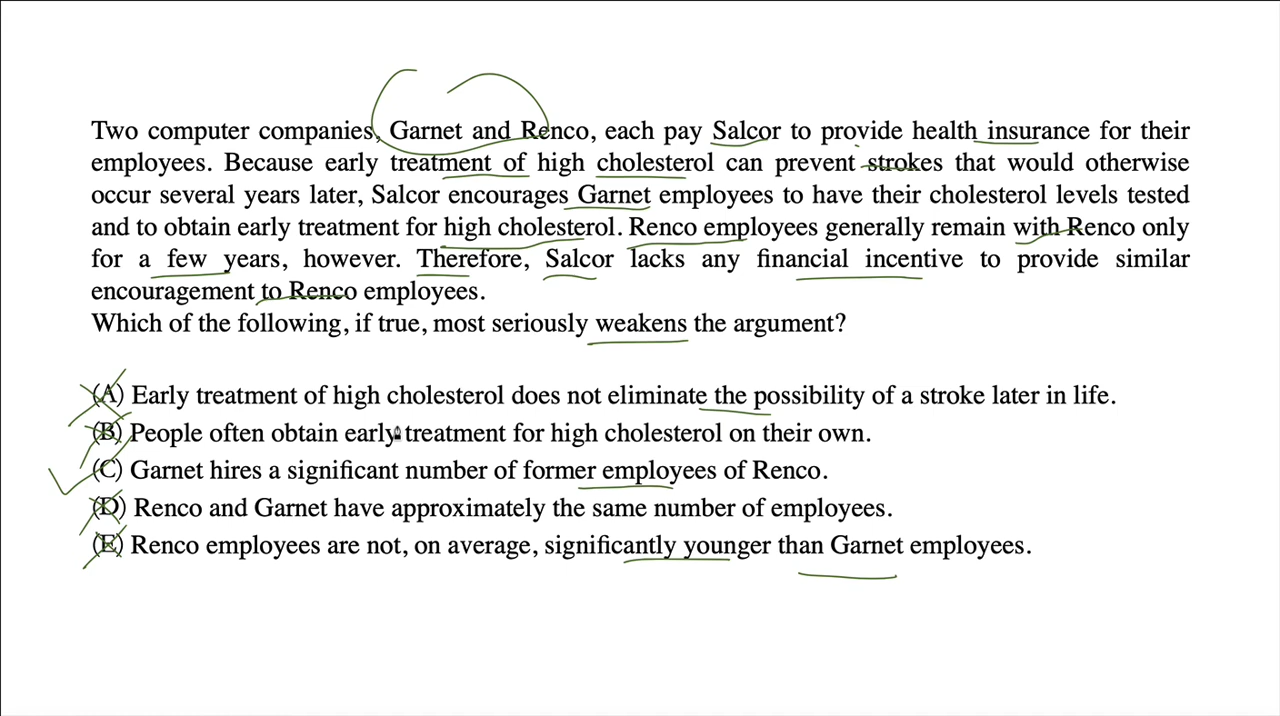 Two computer companies, Garnet and Renco, each pay Salcor to provide health insurance for their
employees. Because early treatment of high cholesterol can prevent strokes that would otherwise
occur several years later, Salcor encourages Garnet employees to have their cholesterol levels tested
and to obtain early treatment for high cholesterol. Renco employees generally remain with Renco only
for a few years, however. Therefore, Salcor lacks any financial incentive to provide similar
encouragement to Renco employees.
Which of the following, if true, most seriously weakens the argument?
(A) Early treatment of high cholesterol does not eliminate the possibility of a stroke later in life.
(B) People often obtain early treatment for high cholesterol on their own.
(C) Garnet hires a significant number of former employees of Renco.
(D) Renco and Garnet have approximately the same number of employees.
(E) Renco employees are not, on average, significantly younger than Garnet employees.